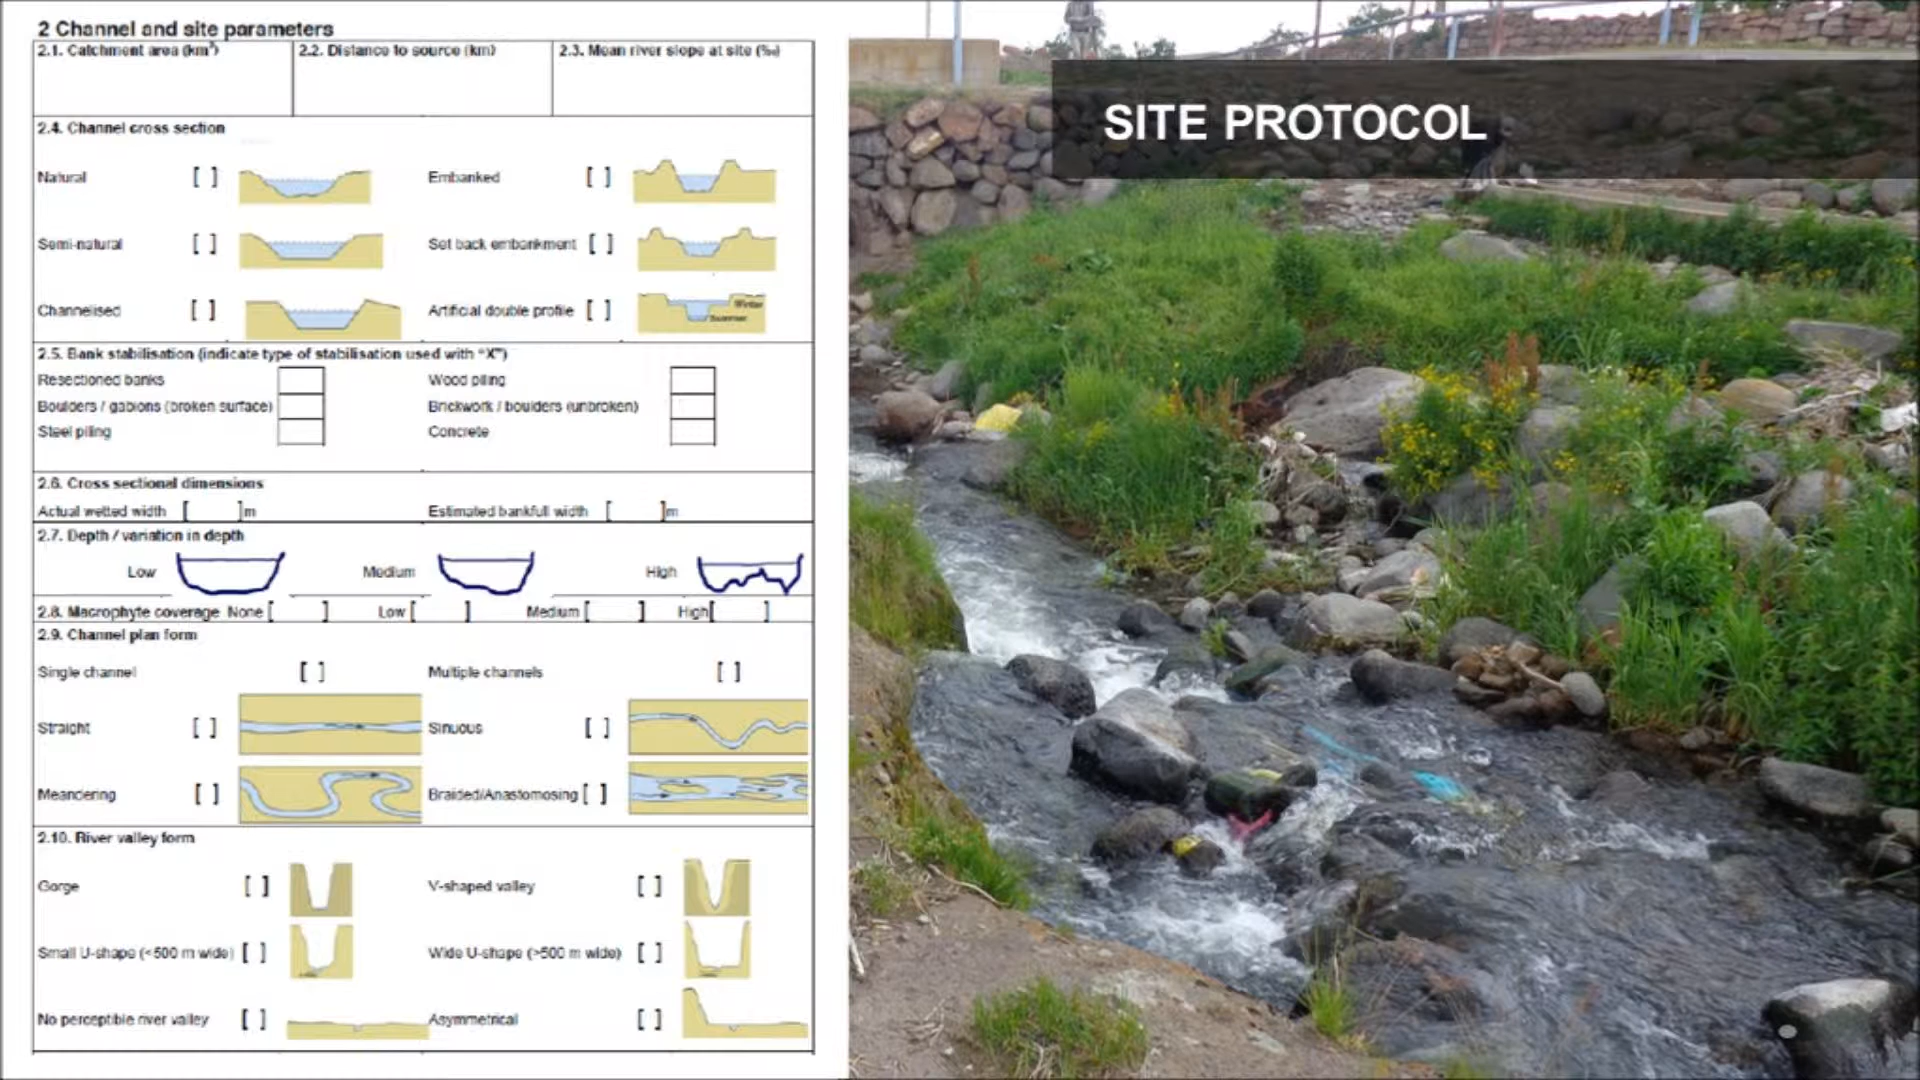 2 Channel and site parameters
2.1. Catchment area (km²) 2.2. Distance to source (km) 2.3. Mean river slope at site (‰)
2.4. Channel cross section
Natural [ ] Embanked [ ]
Semi-natural [ ] Set back embankment [ ]
Channelised [ ] Artificial double profile [ ] Winter
Summer
2.5. Bank stabilisation (indicate type of stabilisation used with “X”)
Resectioned banks Wood piling
Boulders / gabions (broken surface) Brickwork / boulders (unbroken)
Steel piling Concrete
2.6. Cross sectional dimensions
Actual wetted width [ ]m Estimated bankfull width [ ]m
2.7. Depth / variation in depth
Low Medium High
2.8. Macrophyte coverage None [ ] Low [ ] Medium [ ] High[ ]
2.9. Channel plan form
Single channel [ ] Multiple channels [ ]
Straight [ ] Sinuous [ ]
Meandering [ ] Braided/Anastomosing [ ]
2.10. River valley form
Gorge [ ] V-shaped valley [ ]
Small U-shape (<500 m wide) [ ] Wide U-shape (>500 m wide) [ ]
No perceptible river valley [ ] Asymmetrical [ ]
SITE PROTOCOL